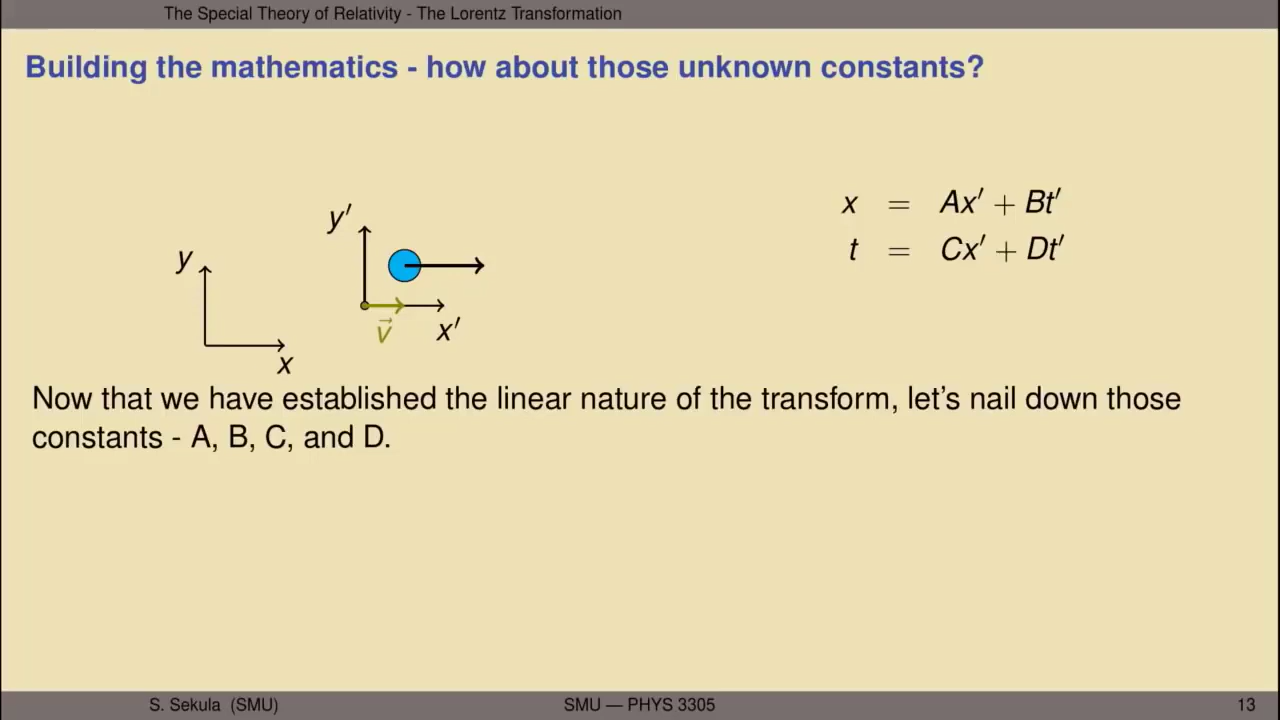 The Special Theory of Relativity - The Lorentz Transformation
Building the mathematics - how about those unknown constants?
x = Ax′ + Bt′
t = Cx′ + Dt′
y′
y
v⃗
x′
x
Now that we have established the linear nature of the transform, let's nail down those
constants - A, B, C, and D.
S. Sekula (SMU)
SMU — PHYS 3305
13